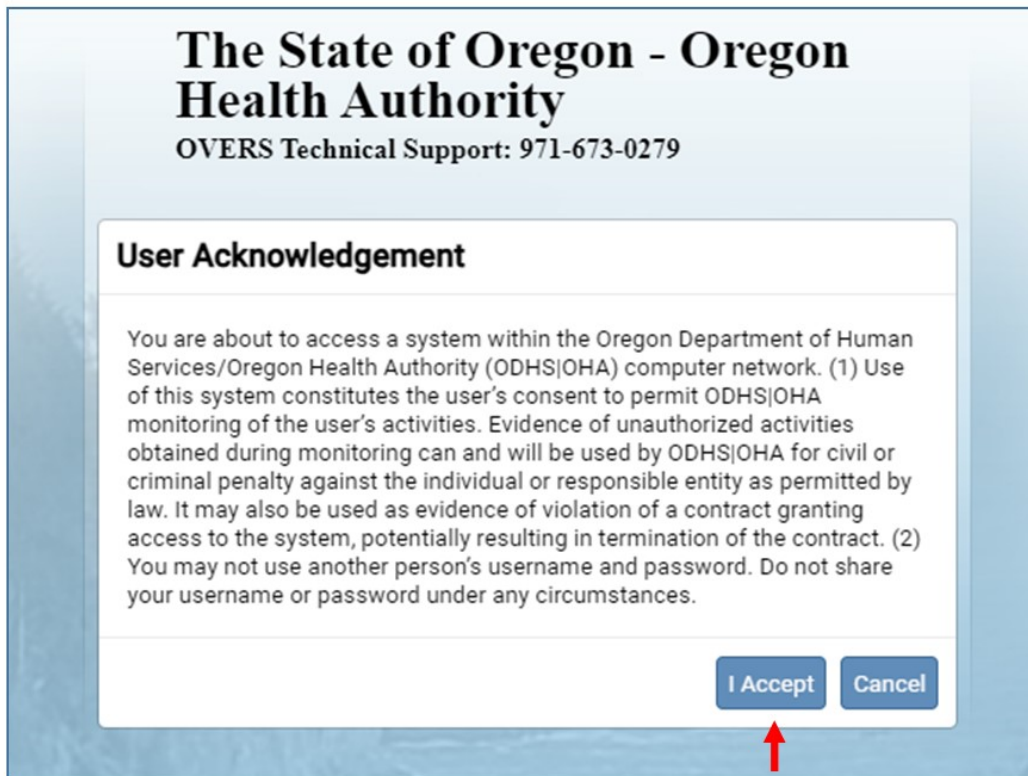 The State of Oregon - Oregon
Health Authority
OVERS Technical Support: 971-673-0279
User Acknowledgement
You are about to access a system within the Oregon Department of Human
Services/Oregon Health Authority (ODHS|OHA) computer network. (1) Use
of this system constitutes the user’s consent to permit ODHS|OHA
monitoring of the user’s activities. Evidence of unauthorized activities
obtained during monitoring can and will be used by ODHS|OHA for civil or
criminal penalty against the individual or responsible entity as permitted by
law. It may also be used as evidence of violation of a contract granting
access to the system, potentially resulting in termination of the contract. (2)
You may not use another person’s username and password. Do not share
your username or password under any circumstances.
I Accept Cancel